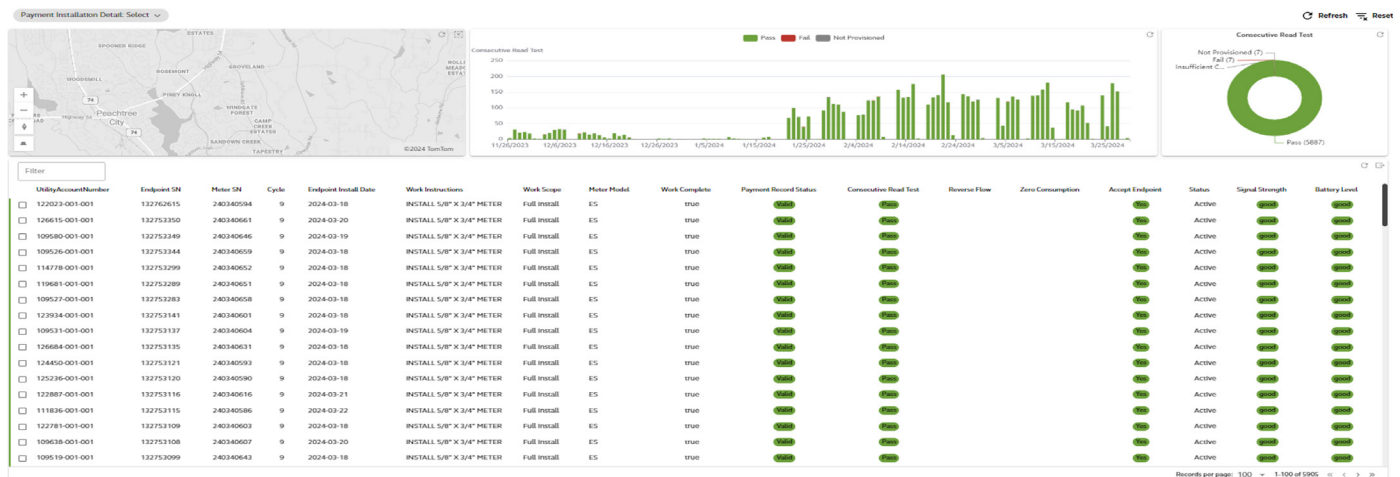 Payment Installation Detail: Select
Refresh
Reset
ESTATES
SPOONER RIDGE
GOODSMILL
ROSEMONT
GROVELAND
PINEY KNOLL
74
Peachtree
City
Highway 54
74
SUNDGATE
FOREST
CAMP
CREEK
ESTATES
SANDOWN CREEK
TAPESTRY
©2024 TomTom
Pass Fail Not Provisioned
Consecutive Read Test
250
200
150
100
50
0
11/26/2023 12/6/2023 12/16/2023 12/26/2023 1/5/2024 1/15/2024 1/25/2024 2/4/2024 2/14/2024 2/24/2024 3/5/2024 3/15/2024 3/25/2024
Consecutive Read Test
Not Provisioned (7)
Fail (7)
Insufficient C...
Pass (5887)
Filter
UtilityAccountNumber Endpoint SN Meter SN Cycle Endpoint Install Date Work Instructions Work Scope Meter Model Work Complete Payment Record Status Consecutive Read Test Reverse Flow Zero Consumption Accept Endpoint Status Signal Strength Battery Level
122023-001-001 132762615 240340594 9 2024-03-18 INSTALL 5/8" X 3/4" METER Full Install ES true Valid Pass Yes Active good good
126615-001-001 132753350 240340661 9 2024-03-20 INSTALL 5/8" X 3/4" METER Full Install ES true Valid Pass Yes Active good good
109580-001-001 132753349 240340646 9 2024-03-19 INSTALL 5/8" X 3/4" METER Full Install ES true Valid Pass Yes Active good good
109526-001-001 132753344 240340659 9 2024-03-18 INSTALL 5/8" X 3/4" METER Full Install ES true Valid Pass Yes Active good good
114778-001-001 132753299 240340652 9 2024-03-18 INSTALL 5/8" X 3/4" METER Full Install ES true Valid Pass Yes Active good good
119681-001-001 132753289 240340651 9 2024-03-18 INSTALL 5/8" X 3/4" METER Full Install ES true Valid Pass Yes Active good good
109527-001-001 132753283 240340658 9 2024-03-18 INSTALL 5/8" X 3/4" METER Full Install ES true Valid Pass Yes Active good good
123934-001-001 132753141 240340601 9 2024-03-18 INSTALL 5/8" X 3/4" METER Full Install ES true Valid Pass Yes Active good good
109531-001-001 132753137 240340604 9 2024-03-19 INSTALL 5/8" X 3/4" METER Full Install ES true Valid Pass Yes Active good good
126684-001-001 132753135 240340631 9 2024-03-18 INSTALL 5/8" X 3/4" METER Full Install ES true Valid Pass Yes Active good good
124450-001-001 132753121 240340593 9 2024-03-18 INSTALL 5/8" X 3/4" METER Full Install ES true Valid Pass Yes Active good good
125236-001-001 132753120 240340590 9 2024-03-18 INSTALL 5/8" X 3/4" METER Full Install ES true Valid Pass Yes Active good good
122887-001-001 132753116 240340616 9 2024-03-21 INSTALL 5/8" X 3/4" METER Full Install ES true Valid Pass Yes Active good good
111826-001-001 132753115 240340586 9 2024-03-22 INSTALL 5/8" X 3/4" METER Full Install ES true Valid Pass Yes Active good good
122781-001-001 132753109 240340603 9 2024-03-18 INSTALL 5/8" X 3/4" METER Full Install ES true Valid Pass Yes Active good good
109638-001-001 132753108 240340607 9 2024-03-20 INSTALL 5/8" X 3/4" METER Full Install ES true Valid Pass Yes Active good good
109519-001-001 132753099 240340643 9 2024-03-18 INSTALL 5/8" X 3/4" METER Full Install ES true Valid Pass Yes Active good good
Records per page: 100 1-100 of 5905